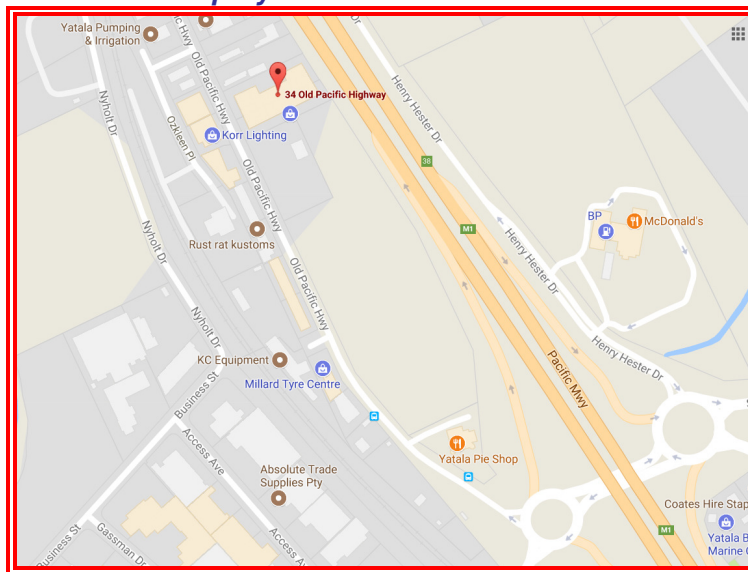 Yatala Pumping
& Irrigation
Hwy
Old Pacific Hwy
Dr
34 Old Pacific Highway
Henry Hester Dr
Nyholt Dr
Ozkleen Pl
Korr Lighting
38
Old Pacific Hwy
BP
McDonald's
M1
Nyholt Dr
Rust rat kustoms
Henry Hester Dr
Old Pacific Hwy
Nyholt Dr
KC Equipment
Millard Tyre Centre
Pacific Mwy
Henry Hester Dr
Business St
Access Ave
Yatala Pie Shop
Absolute Trade
Supplies Pty
Coates Hire Stap
Business St
Gassman Dr
Access Ave
M1
Yatala B
Marine